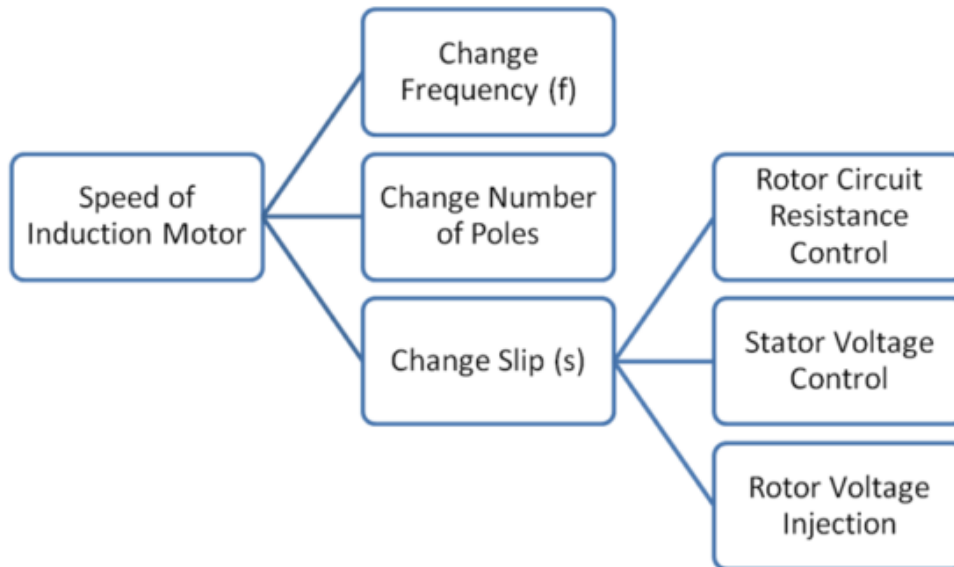 Change
Frequency (f)
Speed of
Induction Motor
Change Number
of Poles
Change Slip (s)
Rotor Circuit
Resistance
Control
Stator Voltage
Control
Rotor Voltage
Injection